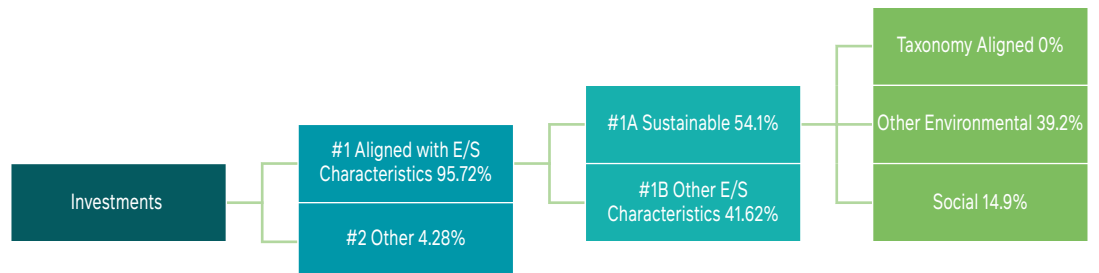 Investments
#1 Aligned with E/S
Characteristics 95.72%
#2 Other 4.28%
#1A Sustainable 54.1%
#1B Other E/S
Characteristics 41.62%
Taxonomy Aligned 0%
Other Environmental 39.2%
Social 14.9%